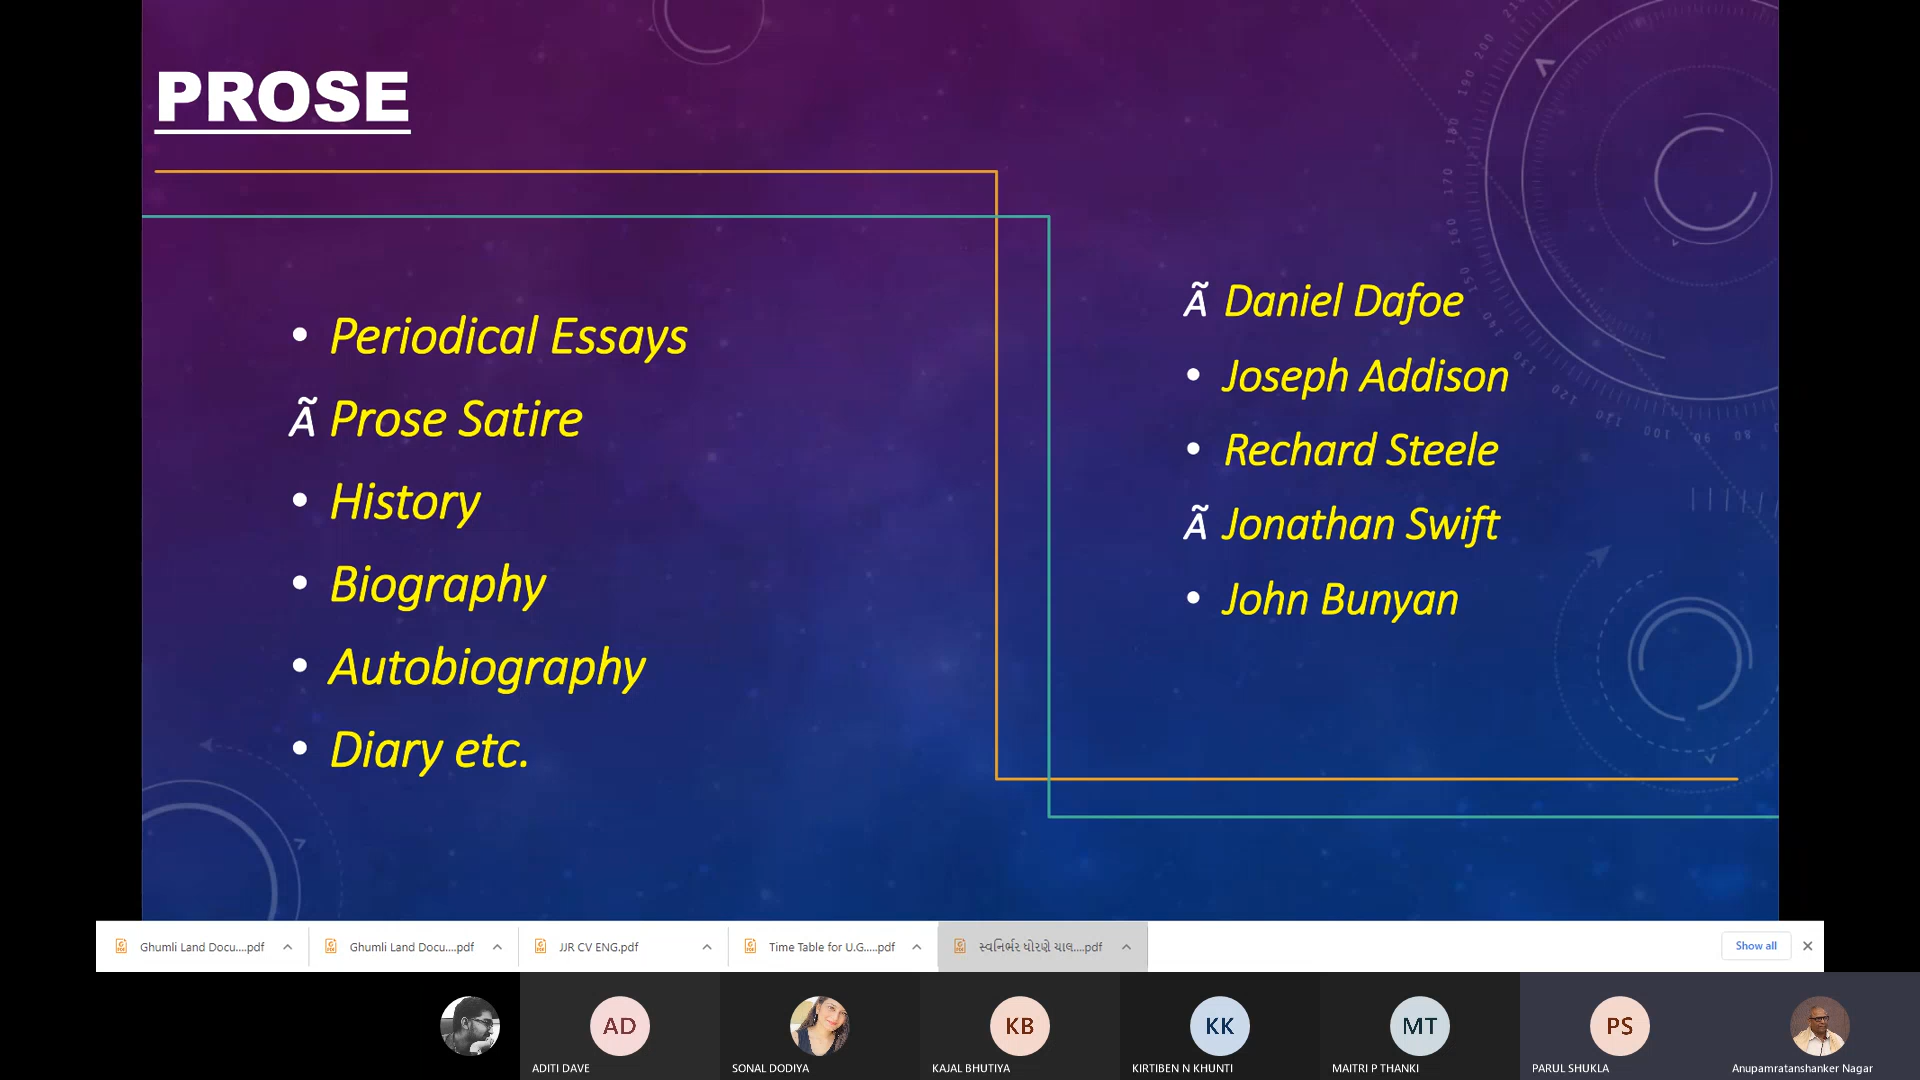 PROSE
• Periodical Essays
Ã Prose Satire
• History
• Biography
• Autobiography
• Diary etc.
Ã Daniel Dafoe
• Joseph Addison
• Rechard Steele
Ã Jonathan Swift
• John Bunyan
Ghumli Land Docu....pdf
Ghumli Land Docu....pdf
JJR CV ENG.pdf
Time Table for U.G.....pdf
સ્વનિર્ભર ધોરણે ચાલ....pdf
Show all
AD
KB
KK
MT
PS
ADITI DAVE
SONAL DODIYA
KAJAL BHUTIYA
KIRTIBEN N KHUNTI
MAITRI P THANKI
PARUL SHUKLA
Anupamratanshanker Nagar